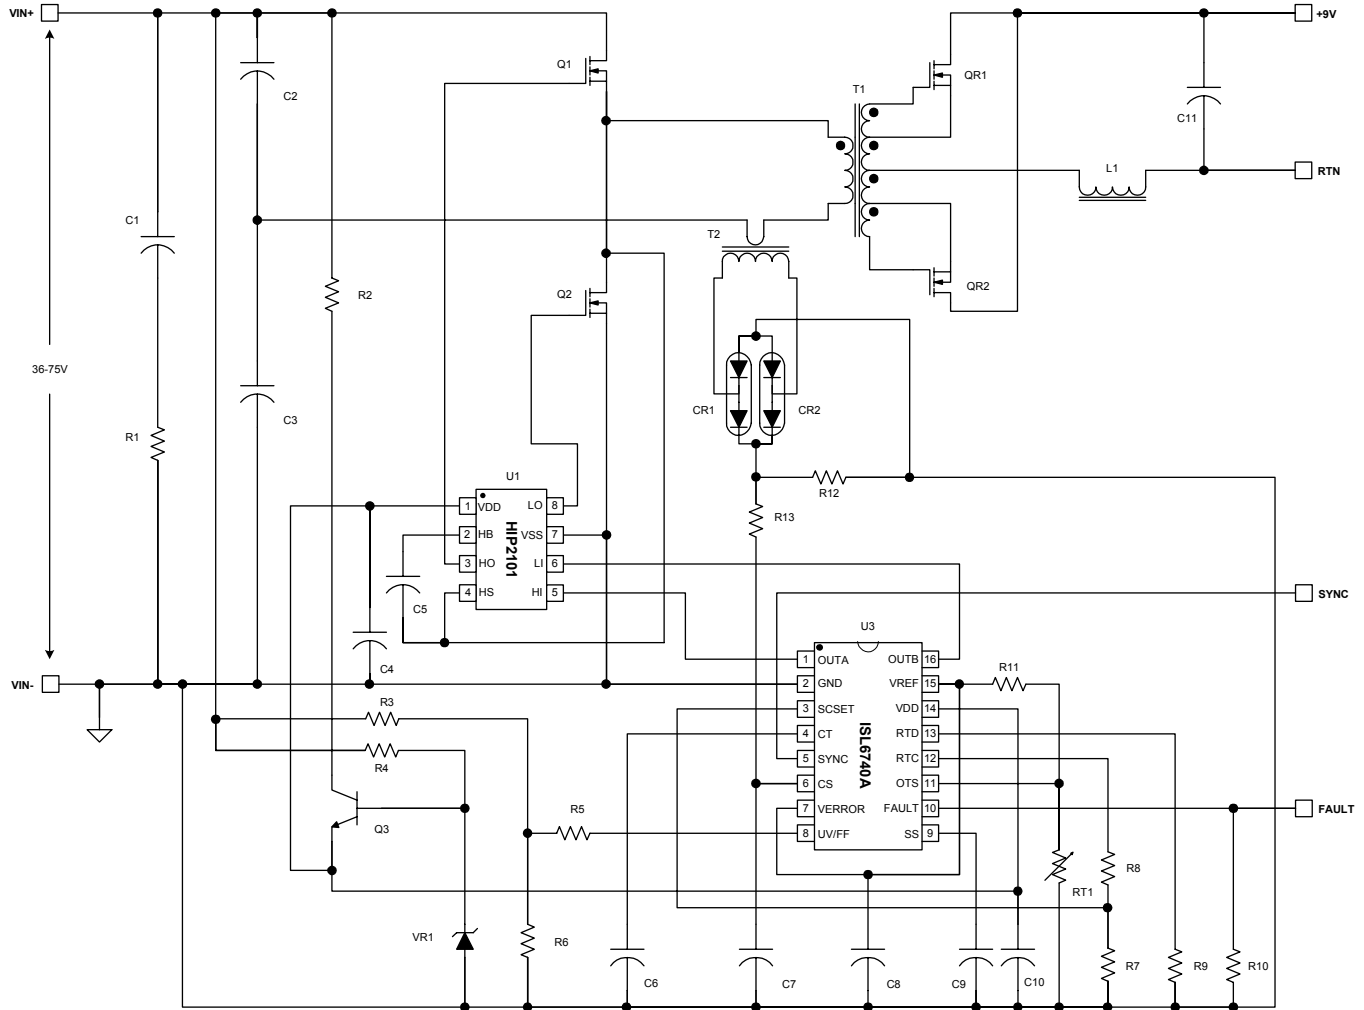 VIN+
+9V
Q1
QR1
T1
C2
C11
L1
RTN
C1
T2
Q2
QR2
R2
36-75V
CR1
CR2
C3
R1
U1
R12
R13
1
VDD
LO
8
2
HB
VSS
7
3
HO
LI
6
4
HS
HI
5
HIP2101
C5
SYNC
U3
C4
VIN-
1
OUTA
OUTB
16
R11
2
GND
VREF
15
3
SCSET
VDD
14
4
CT
RTD
13
5
SYNC
RTC
12
6
CS
OTS
11
7
VERROR
FAULT
10
8
UV/FF
SS
9
ISL6740A
R3
R4
R5
FAULT
Q3
R8
RT1
VR1
R6
R7
R9
R10
C6
C7
C8
C9
C10